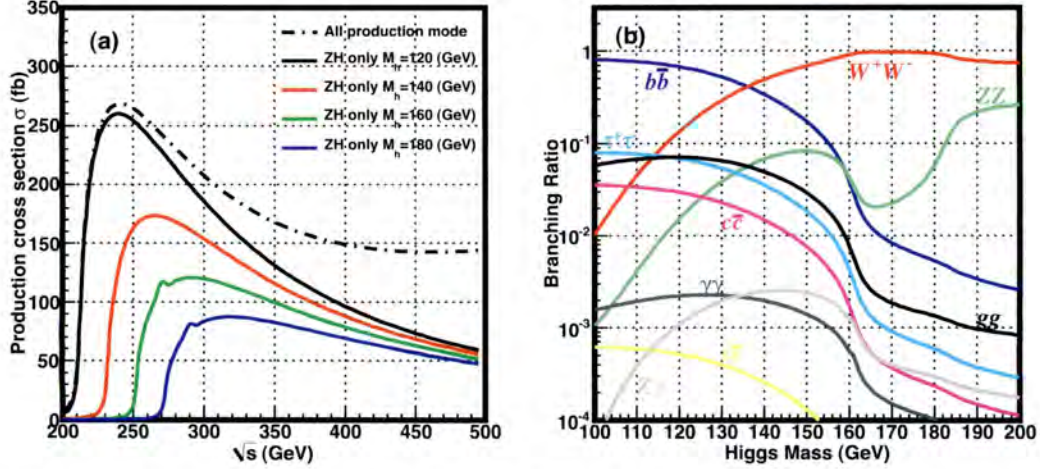 (a)
All production mode
ZH only M_h=120 (GeV)
ZH only M_h=140 (GeV)
ZH only M_h=160 (GeV)
ZH only M_h=180 (GeV)
Production cross section σ (fb)
350
300
250
200
150
100
50
0
200 250 300 350 400 450 500
√s (GeV)
(b)
bb̄
W⁺W⁻
ZZ
τ⁺τ⁻
cc̄
γγ
gg
Branching Ratio
1
10⁻¹
10⁻²
10⁻³
10⁻⁴
100 110 120 130 140 150 160 170 180 190 200
Higgs Mass (GeV)